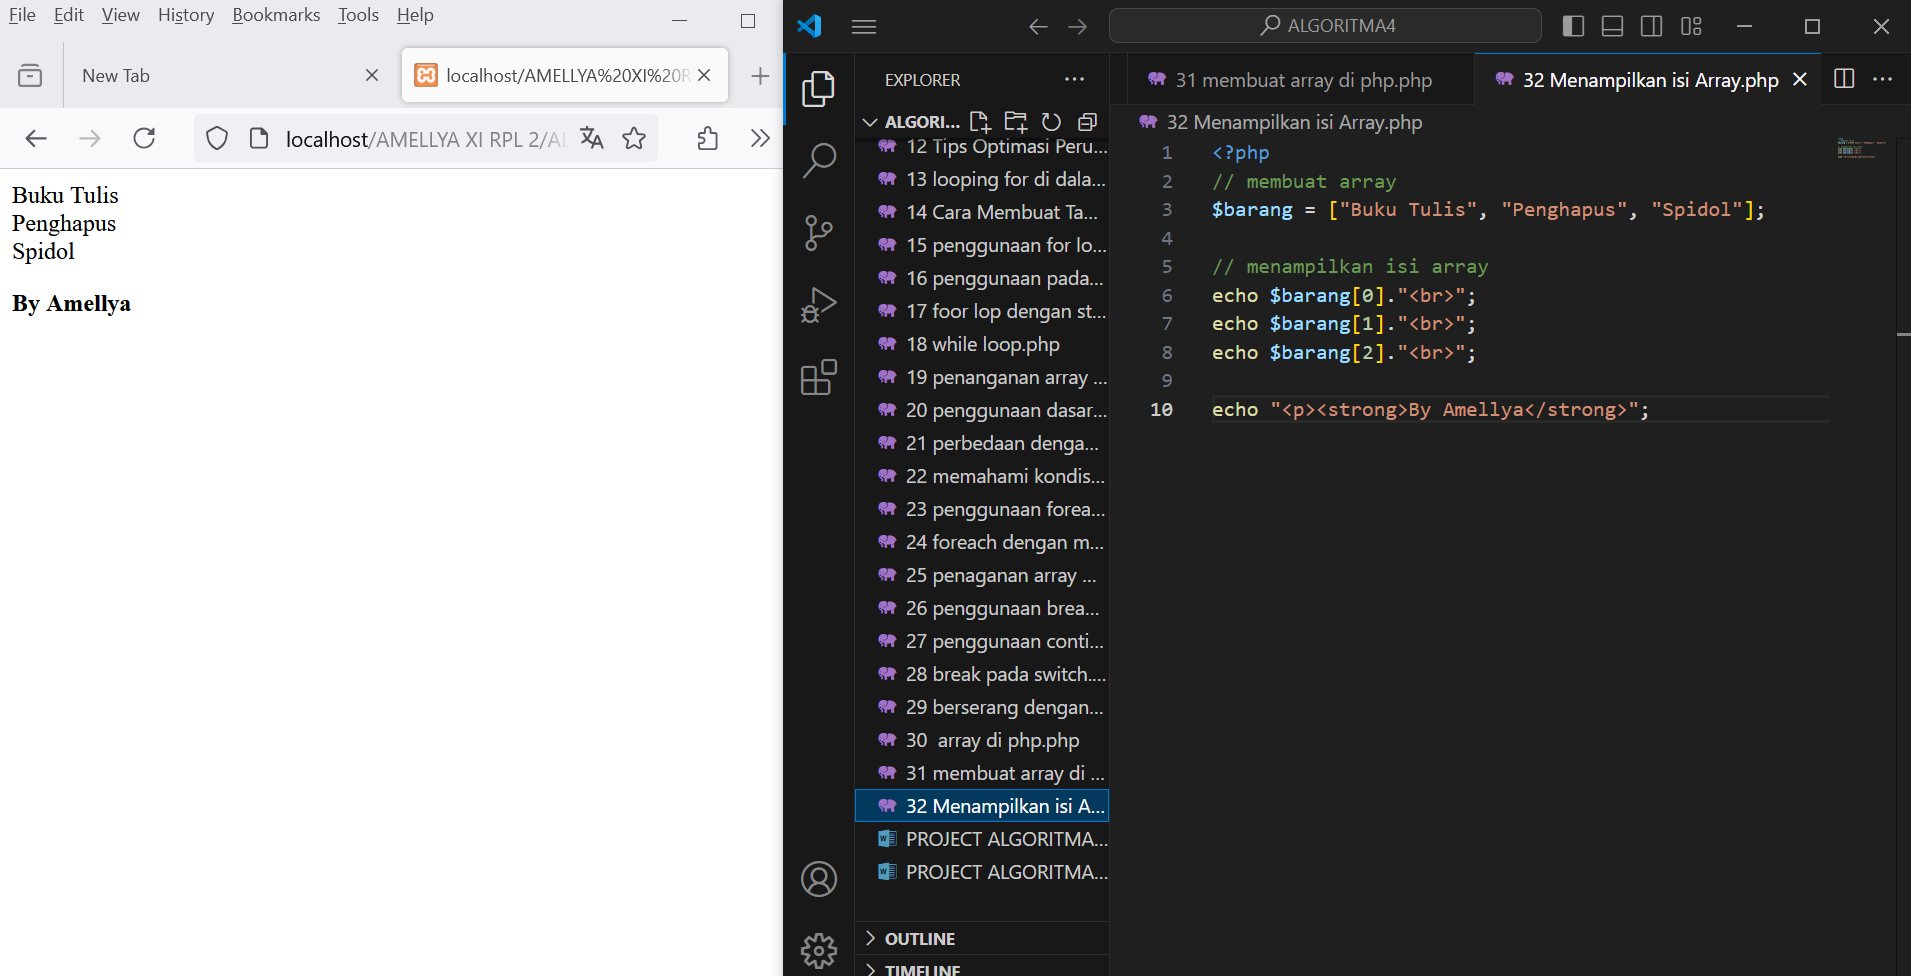 File Edit View History Bookmarks Tools Help
New Tab
localhost/AMELLYA%20XI%20R
localhost/AMELLYA XI RPL 2/AL
Buku Tulis
Penghapus
Spidol
By Amellya
ALGORITMA4
EXPLORER
ALGORI...
12 Tips Optimasi Peru...
13 looping for di dala...
14 Cara Membuat Ta...
15 penggunaan for lo...
16 penggunaan pada...
17 foor lop dengan st...
18 while loop.php
19 penanganan array ...
20 penggunaan dasar...
21 perbedaan denga...
22 memahami kondis...
23 penggunaan forea...
24 foreach dengan m...
25 penaganan array ...
26 penggunaan brea...
27 penggunaan conti...
28 break pada switch....
29 berserang dengan...
30  array di php.php
31 membuat array di ...
32 Menampilkan isi A...
PROJECT ALGORITMA...
PROJECT ALGORITMA...
OUTLINE
TIMELINE
31 membuat array di php.php
32 Menampilkan isi Array.php
32 Menampilkan isi Array.php
1 <?php
2 // membuat array
3 $barang = ["Buku Tulis", "Penghapus", "Spidol"];
4
5 // menampilkan isi array
6 echo $barang[0]."<br>";
7 echo $barang[1]."<br>";
8 echo $barang[2]."<br>";
9
10 echo "<p><strong>By Amellya</strong>";